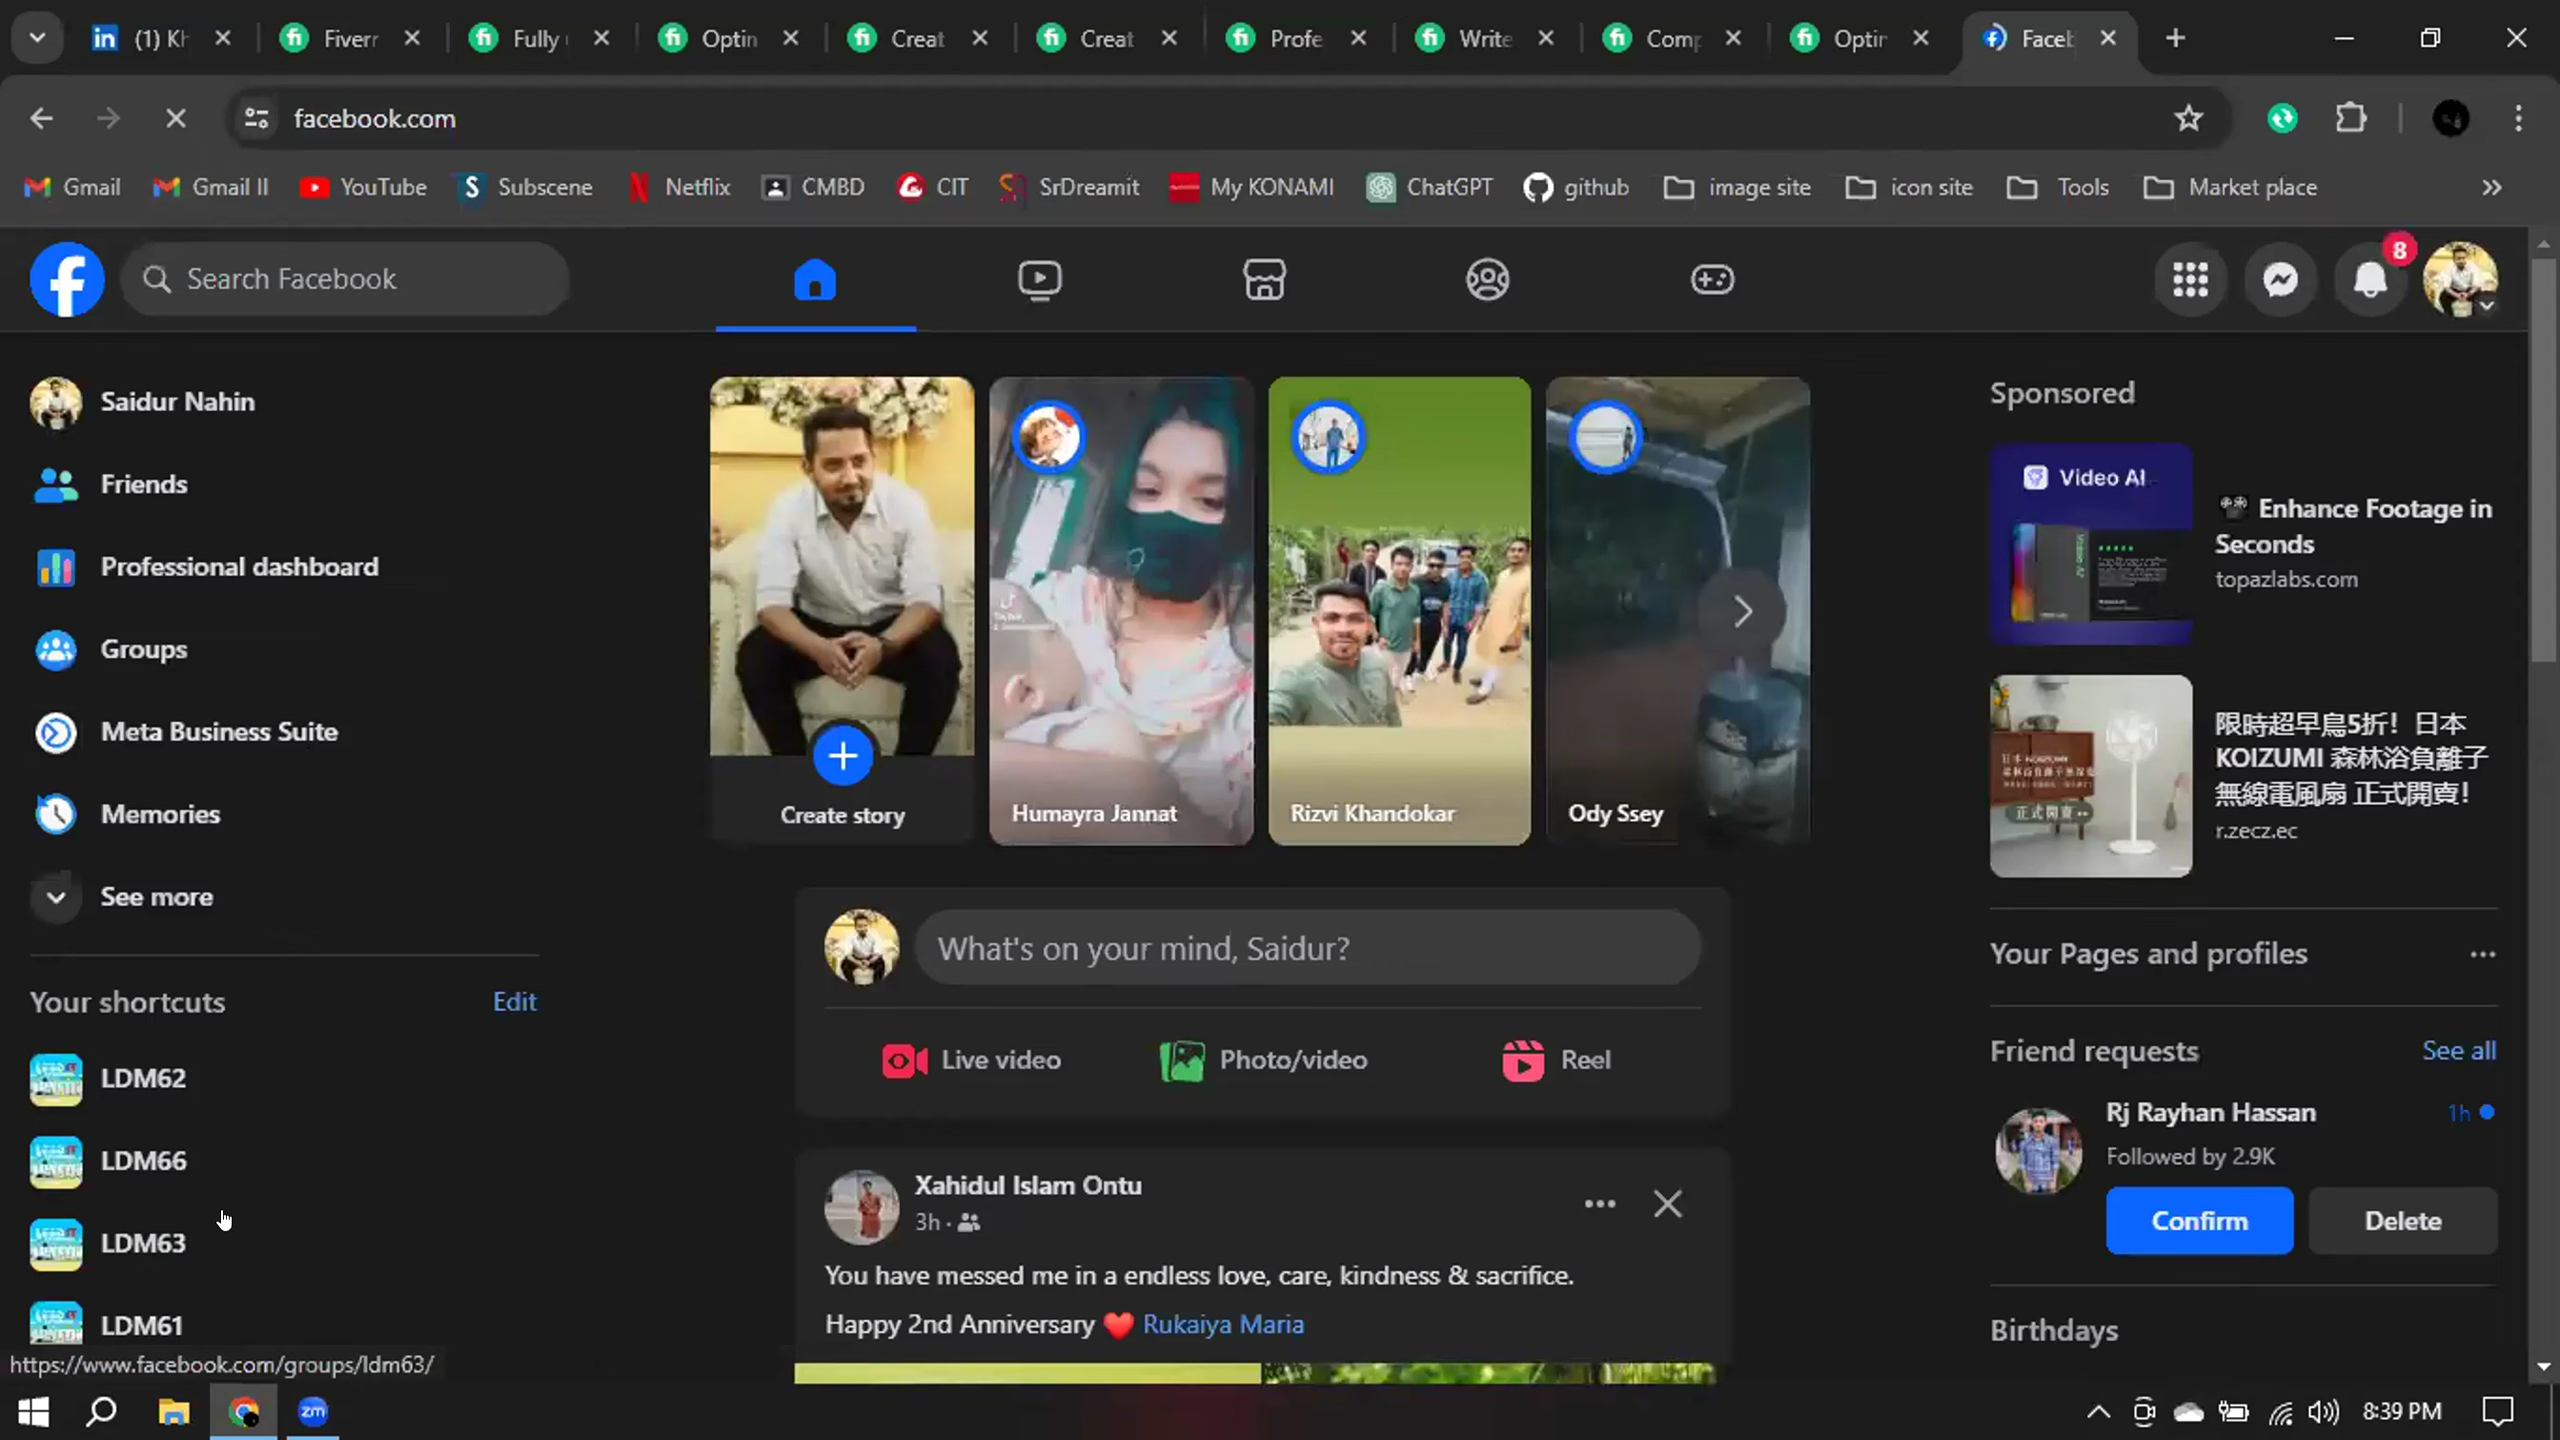 (1) Kh
Fiverr
Fully
Optin
Creat
Creat
Profe
Write
Comp
Optin
Faceb
facebook.com
Gmail
Gmail II
YouTube
Subscene
Netflix
CMBD
CIT
SrDreamit
My KONAMI
ChatGPT
github
image site
icon site
Tools
Market place
Search Facebook
8
Saidur Nahin
Friends
Professional dashboard
Groups
Meta Business Suite
Memories
See more
Your shortcuts
Edit
LDM62
LDM66
LDM63
LDM61
https://www.facebook.com/groups/ldm63/
Create story
Humayra Jannat
Rizvi Khandokar
Ody Ssey
What's on your mind, Saidur?
Live video
Photo/video
Reel
Xahidul Islam Ontu
3h
You have messed me in a endless love, care, kindness & sacrifice.
Happy 2nd Anniversary ❤️ Rukaiya Maria
Sponsored
Video AI
Enhance Footage in
Seconds
topazlabs.com
正式開賣
限時超早鳥5折！日本
KOIZUMI 森林浴負離子
無線電風扇 正式開賣！
r.zecz.ec
Your Pages and profiles
Friend requests
See all
Rj Rayhan Hassan
1h
Followed by 2.9K
Confirm
Delete
Birthdays
zm
8:39 PM